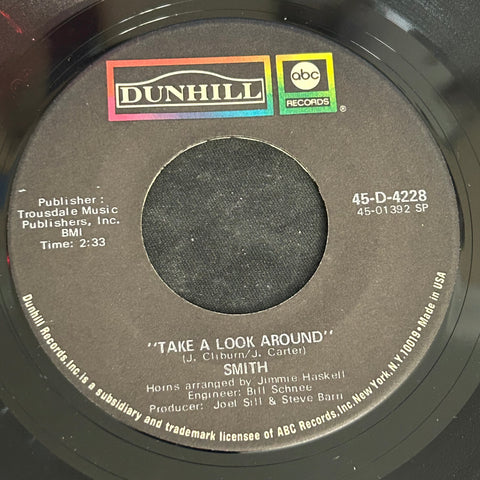 DUNHILL
abc
RECORDS
®
Publisher :
Trousdale Music
Publishers, Inc.
BMI
Time: 2:33
45-D-4228
45-01392 SP
"TAKE A LOOK AROUND"
(J. Cliburn/J. Carter)
SMITH
Horns arranged by Jimmie Haskell
Engineer: Bill Schnee
Producer: Joel Sill & Steve Barri
Dunhill Records, Inc. is a subsidiary and trademark licensee of ABC Records, Inc. New York, N.Y. 10019 • Made in USA